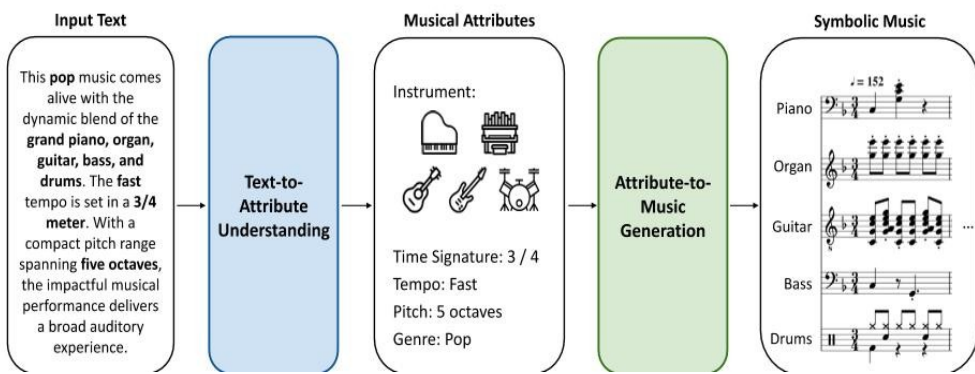 Input Text
This pop music comes
alive with the
dynamic blend of the
grand piano, organ,
guitar, bass, and
drums. The fast
tempo is set in a 3/4
meter. With a
compact pitch range
spanning five octaves,
the impactful musical
performance delivers
a broad auditory
experience.
Text-to-
Attribute
Understanding
Musical Attributes
Instrument:
Time Signature: 3 / 4
Tempo: Fast
Pitch: 5 octaves
Genre: Pop
Attribute-to-
Music
Generation
Symbolic Music
♩ = 152
Piano
Organ
Guitar
Bass
Drums
...